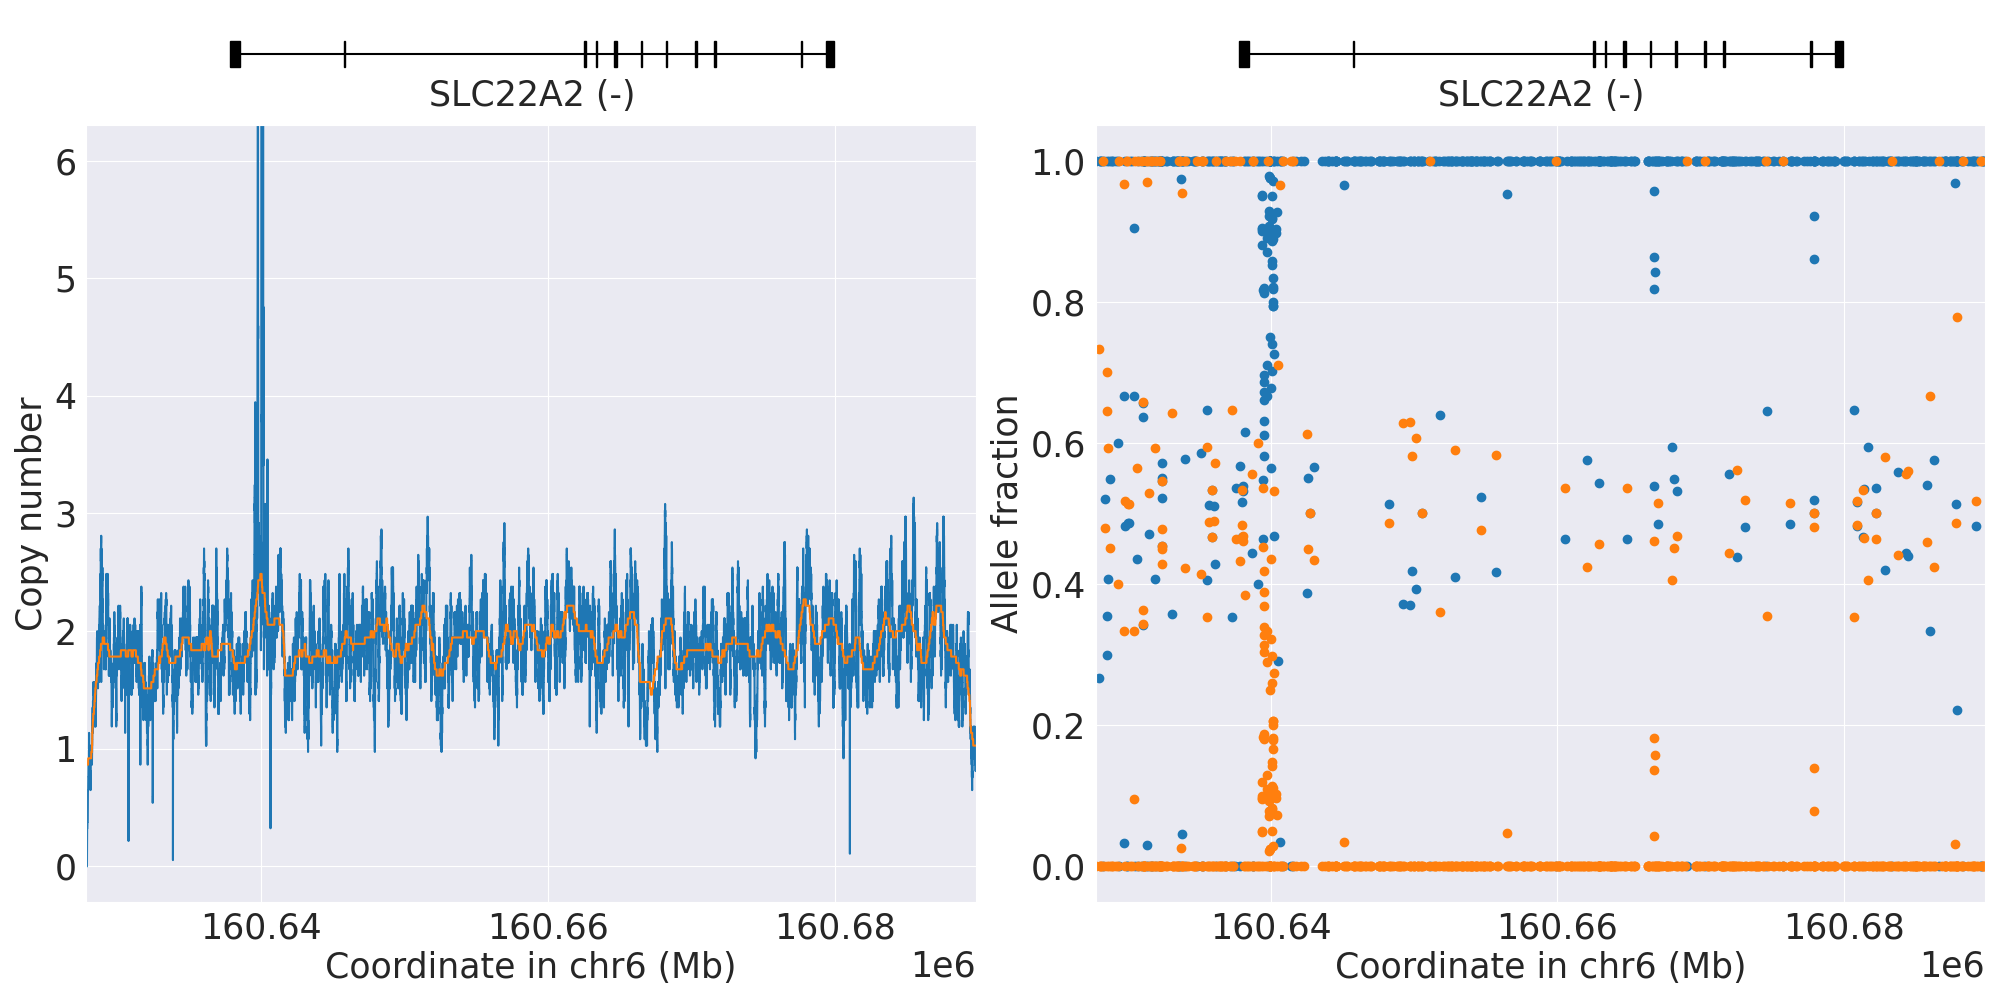 SLC22A2 (-)
6
5
4
3
2
1
0
Copy number
160.64
160.66
160.68
Coordinate in chr6 (Mb)
1e6
SLC22A2 (-)
1.0
0.8
0.6
0.4
0.2
0.0
Allele fraction
160.64
160.66
160.68
Coordinate in chr6 (Mb)
1e6